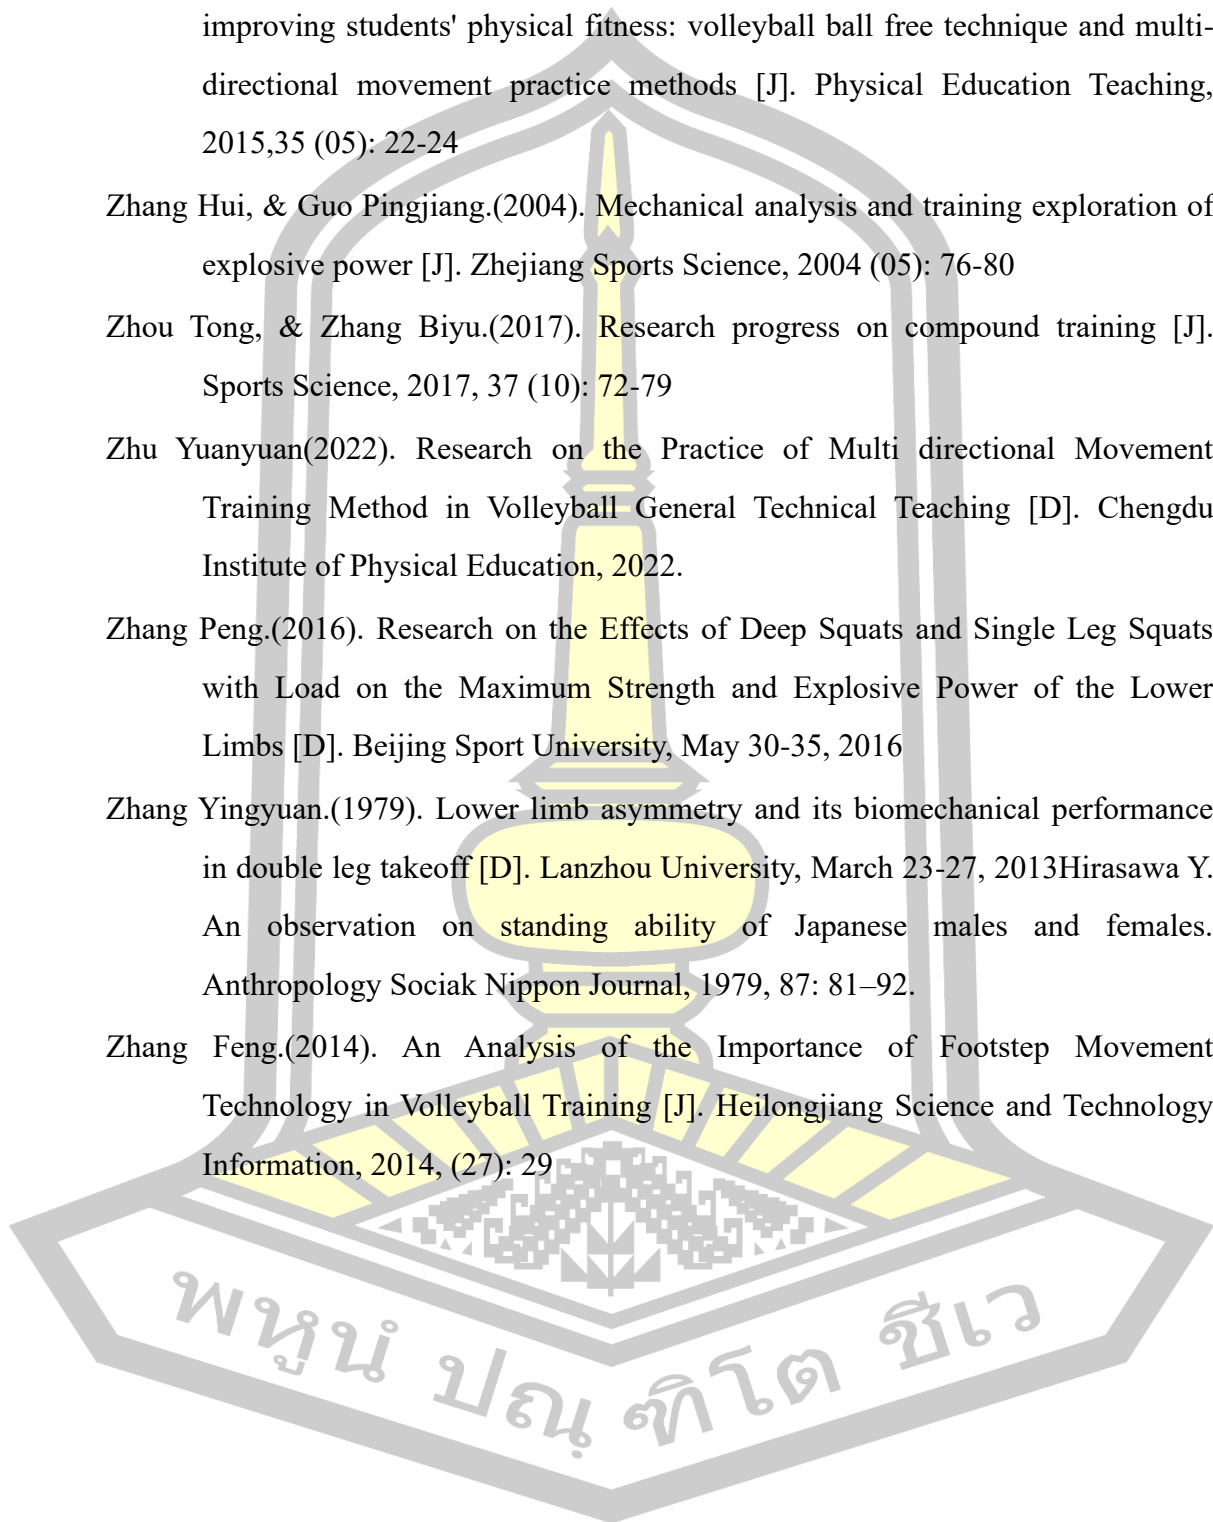 improving students' physical fitness: volleyball ball free technique and multi-
directional movement practice methods [J]. Physical Education Teaching,
2015,35 (05): 22-24
Zhang Hui, & Guo Pingjiang.(2004). Mechanical analysis and training exploration of
explosive power [J]. Zhejiang Sports Science, 2004 (05): 76-80
Zhou Tong, & Zhang Biyu.(2017). Research progress on compound training [J].
Sports Science, 2017, 37 (10): 72-79
Zhu Yuanyuan(2022). Research on the Practice of Multi directional Movement
Training Method in Volleyball General Technical Teaching [D]. Chengdu
Institute of Physical Education, 2022.
Zhang Peng.(2016). Research on the Effects of Deep Squats and Single Leg Squats
with Load on the Maximum Strength and Explosive Power of the Lower
Limbs [D]. Beijing Sport University, May 30-35, 2016
Zhang Yingyuan.(1979). Lower limb asymmetry and its biomechanical performance
in double leg takeoff [D]. Lanzhou University, March 23-27, 2013Hirasawa Y.
An observation on standing ability of Japanese males and females.
Anthropology Sociak Nippon Journal, 1979, 87: 81–92.
Zhang Feng.(2014). An Analysis of the Importance of Footstep Movement
Technology in Volleyball Training [J]. Heilongjiang Science and Technology
Information, 2014, (27): 29
พหูนํ ปณฺ ฑิโต ชีเว